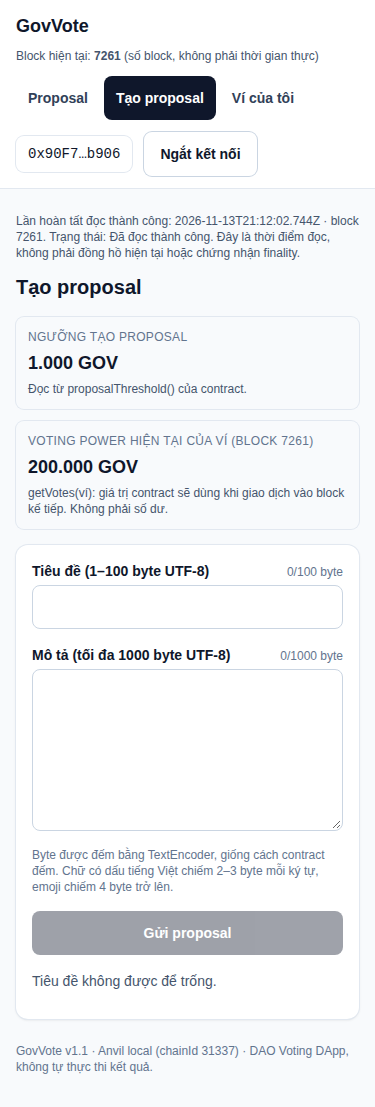 GovVote
Block hiện tại: 7261 (số block, không phải thời gian thực)
Proposal
Tạo proposal
Ví của tôi
0x90F7…b906
Ngắt kết nối
Lần hoàn tất đọc thành công: 2026-11-13T21:12:02.744Z · block
7261. Trạng thái: Đã đọc thành công. Đây là thời điểm đọc,
không phải đồng hồ hiện tại hoặc chứng nhận finality.
Tạo proposal
NGƯỠNG TẠO PROPOSAL
1.000 GOV
Đọc từ proposalThreshold() của contract.
VOTING POWER HIỆN TẠI CỦA VÍ (BLOCK 7261)
200.000 GOV
getVotes(ví): giá trị contract sẽ dùng khi giao dịch vào block
kế tiếp. Không phải số dư.
Tiêu đề (1–100 byte UTF-8)
0/100 byte
Mô tả (tối đa 1000 byte UTF-8)
0/1000 byte
Byte được đếm bằng TextEncoder, giống cách contract
đếm. Chữ có dấu tiếng Việt chiếm 2–3 byte mỗi ký tự,
emoji chiếm 4 byte trở lên.
Gửi proposal
Tiêu đề không được để trống.
GovVote v1.1 · Anvil local (chainId 31337) · DAO Voting DApp,
không tự thực thi kết quả.